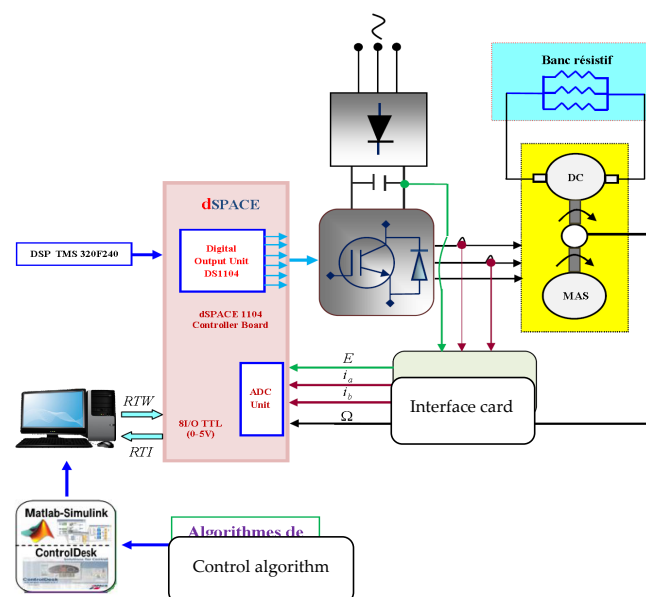 Banc résistif
DC
MAS
dSPACE
DSP TMS 320F240
Digital
Output Unit
DS1104
dSPACE 1104
Controller Board
ADC
Unit
8I/O TTL
(0-5V)
E
ia
ib
Ω
Interface card
RTW
RTI
Matlab-Simulink
ControlDesk
Algorithmes de
Control algorithm